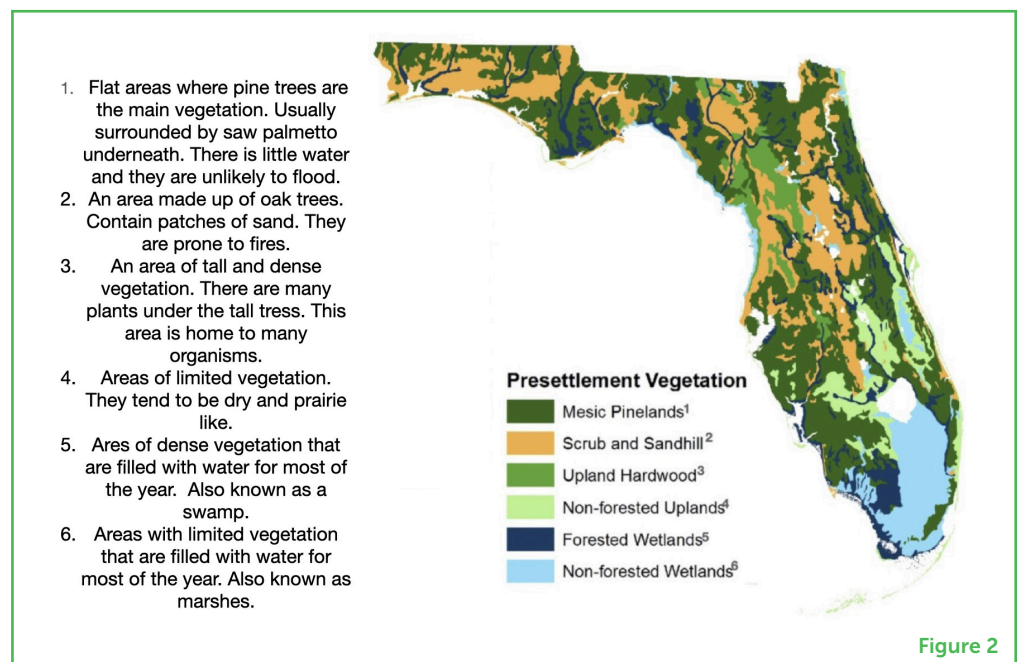 1. Flat areas where pine trees are
the main vegetation. Usually
surrounded by saw palmetto
underneath. There is little water
and they are unlikely to flood.
2. An area made up of oak trees.
Contain patches of sand. They
are prone to fires.
3. An area of tall and dense
vegetation. There are many
plants under the tall tress. This
area is home to many
organisms.
4. Areas of limited vegetation.
They tend to be dry and prairie
like.
5. Ares of dense vegetation that
are filled with water for most of
the year. Also known as a
swamp.
6. Areas with limited vegetation
that are filled with water for
most of the year. Also known as
marshes.
Presettlement Vegetation
Mesic Pinelands¹
Scrub and Sandhill²
Upland Hardwood³
Non-forested Uplands⁴
Forested Wetlands⁵
Non-forested Wetlands⁶
Figure 2